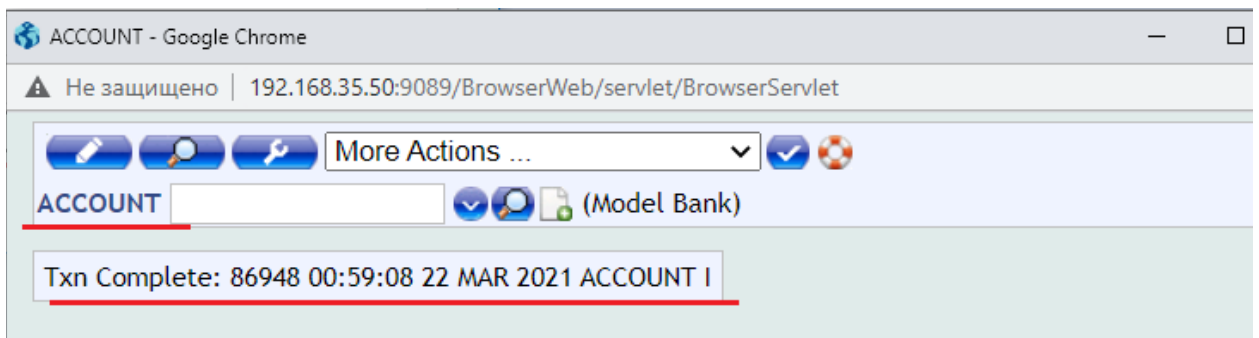 ACCOUNT - Google Chrome
Не защищено | 192.168.35.50:9089/BrowserWeb/servlet/BrowserServlet
More Actions ...
ACCOUNT (Model Bank)
Txn Complete: 86948 00:59:08 22 MAR 2021 ACCOUNT I